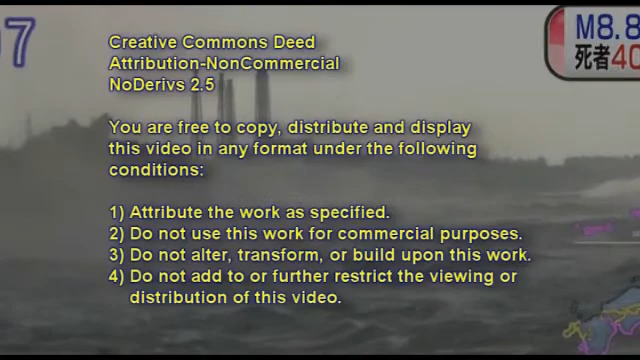 7
M8.8
死者40
Creative Commons Deed
Attribution-NonCommercial
NoDerivs 2.5
You are free to copy, distribute and display
this video in any format under the following
conditions:
1) Attribute the work as specified.
2) Do not use this work for commercial purposes.
3) Do not alter, transform, or build upon this work.
4) Do not add to or further restrict the viewing or
distribution of this video.